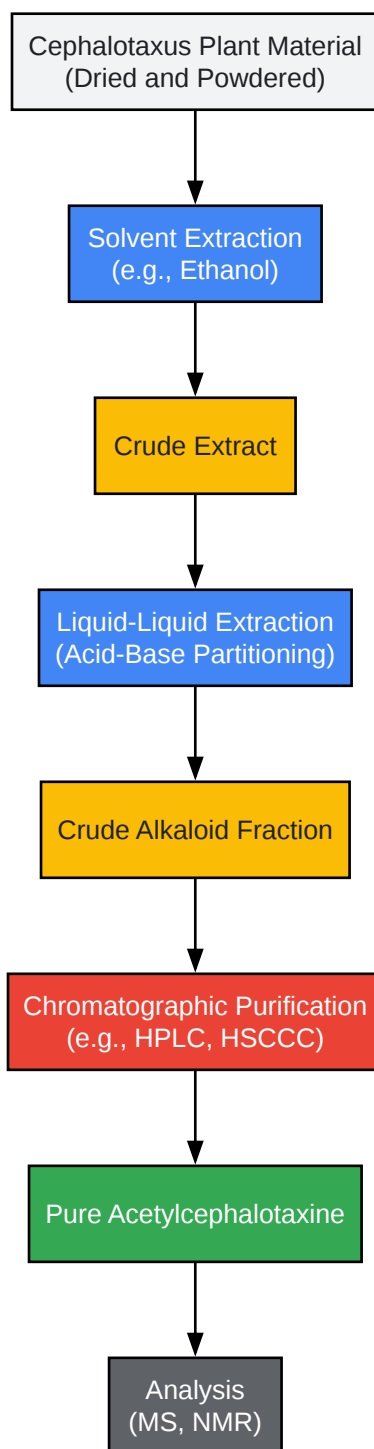 Cephalotaxus Plant Material
(Dried and Powdered)
Solvent Extraction
(e.g., Ethanol)
Crude Extract
Liquid-Liquid Extraction
(Acid-Base Partitioning)
Crude Alkaloid Fraction
Chromatographic Purification
(e.g., HPLC, HSCCC)
Pure Acetylcephalotaxine
Analysis
(MS, NMR)